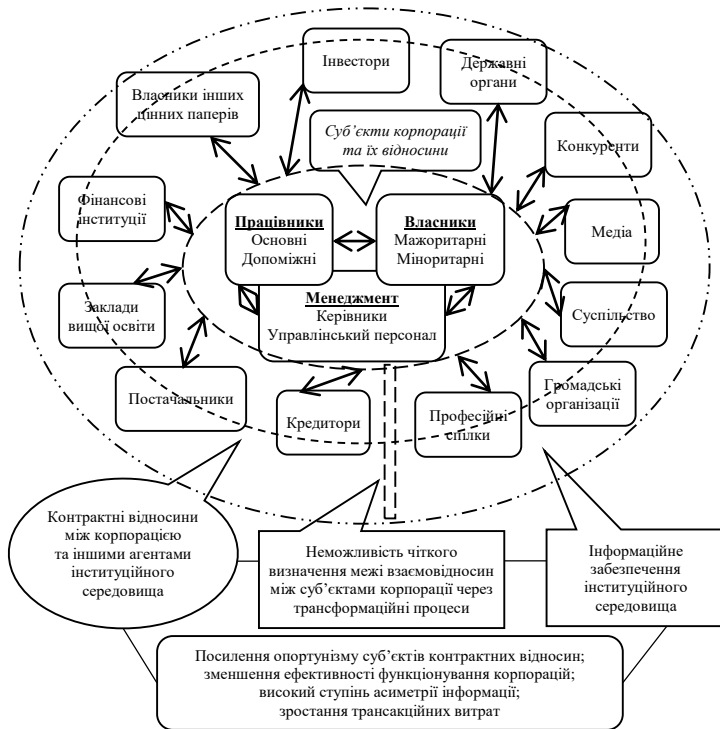 Інвестори
Державні
органи
Власники інших
цінних паперів
Суб’єкти корпорації
та їх відносини
Конкуренти
Фінансові
інституції
Працівники
Основні
Допоміжні
Власники
Мажоритарні
Міноритарні
Медіа
Менеджмент
Керівники
Управлінський персонал
Заклади
вищої освіти
Суспільство
Постачальники
Кредитори
Професійні
спілки
Громадські
організації
Контрактні відносини
між корпорацією
та іншими агентами
інституційного
середовища
Неможливість чіткого
визначення межі взаємовідносин
між суб’єктами корпорації через
трансформаційні процеси
Інформаційне
забезпечення
інституційного
середовища
Посилення опортунізму суб’єктів контрактних відносин;
зменшення ефективності функціонування корпорацій;
високий ступінь асиметрії інформації;
зростання трансакційних витрат